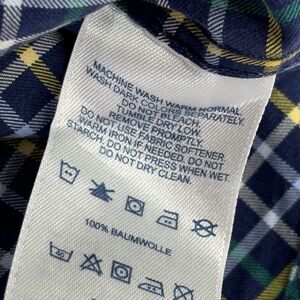 MACHINE WASH WARM NORMAL
WASH DARK COLORS SEPARATELY.
DO NOT BLEACH.
TUMBLE DRY LOW.
REMOVE PROMPTLY.
DO NOT USE FABRIC SOFTENER
WARM IRON IF NEEDED. DO NOT
STARCH. DO NOT PRESS WHEN WET.
DO NOT DRY CLEAN.
100% BAUMWOLLE
40